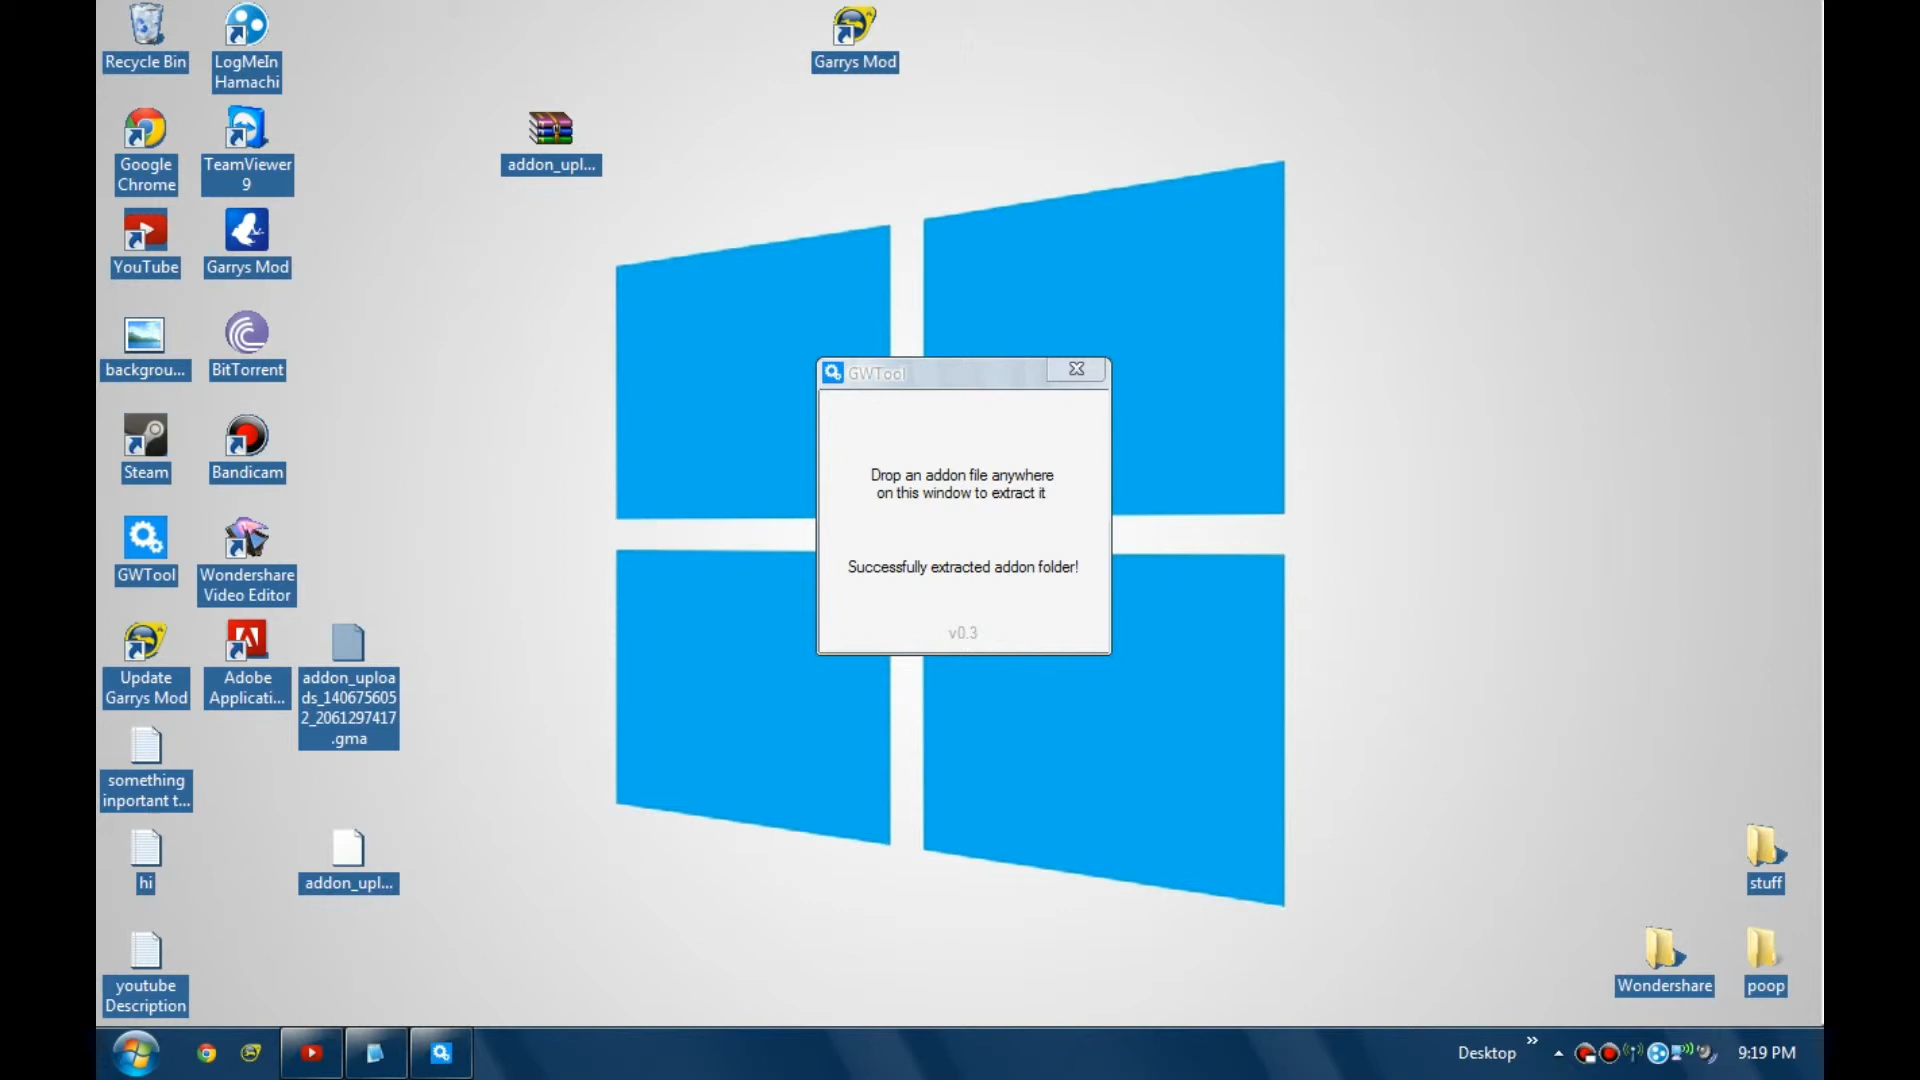 Recycle Bin
LogMeIn
Hamachi
Garrys Mod
Google
Chrome
TeamViewer
9
addon_upl...
YouTube
Garrys Mod
backgrou...
BitTorrent
Steam
Bandicam
GWTool
Wondershare
Video Editor
Update
Garrys Mod
Adobe
Applicati...
addon_uploa
ds_140675605
2_2061297417
.gma
something
inportant t...
hi
addon_upl...
youtube
Description
GWTool
Drop an addon file anywhere
on this window to extract it
Successfully extracted addon folder!
v0.3
stuff
Wondershare
poop
Desktop
9:19 PM